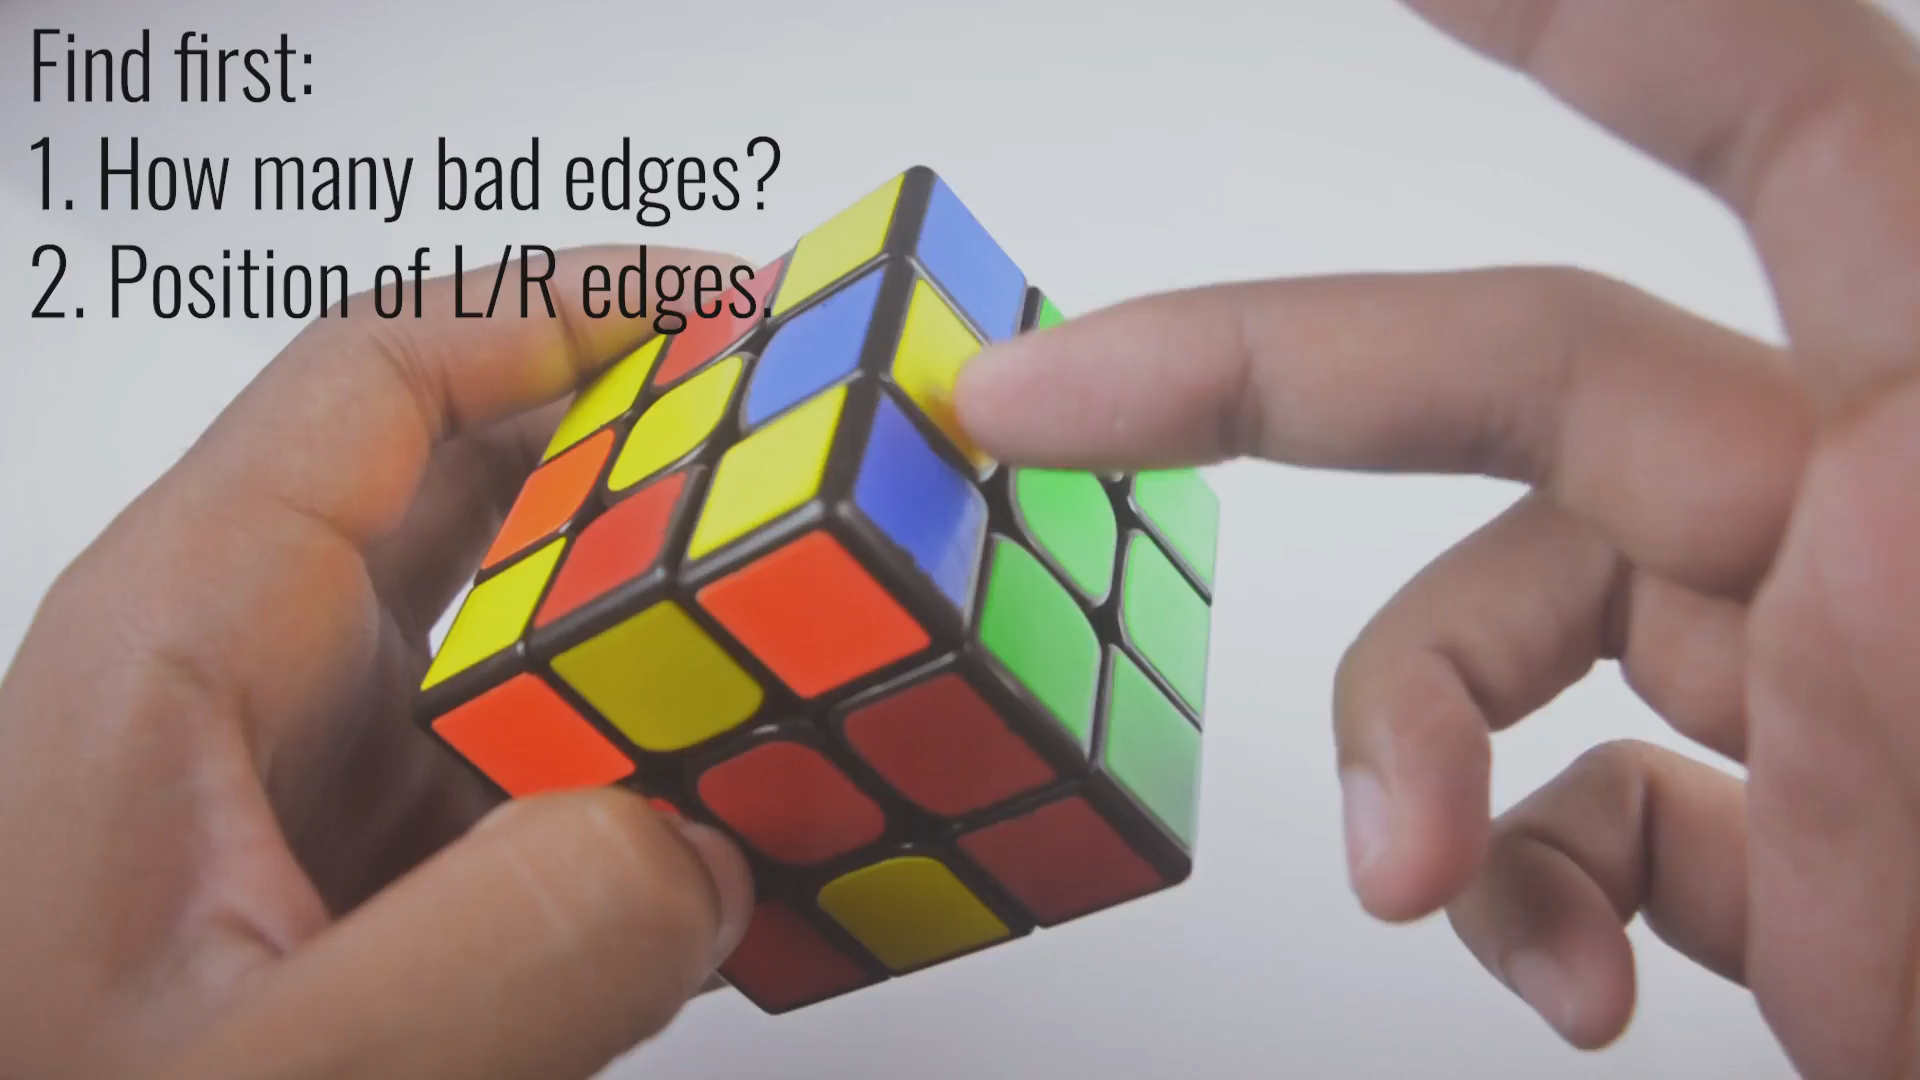 Find first:
1. How many bad edges?
2. Position of L/R edges.